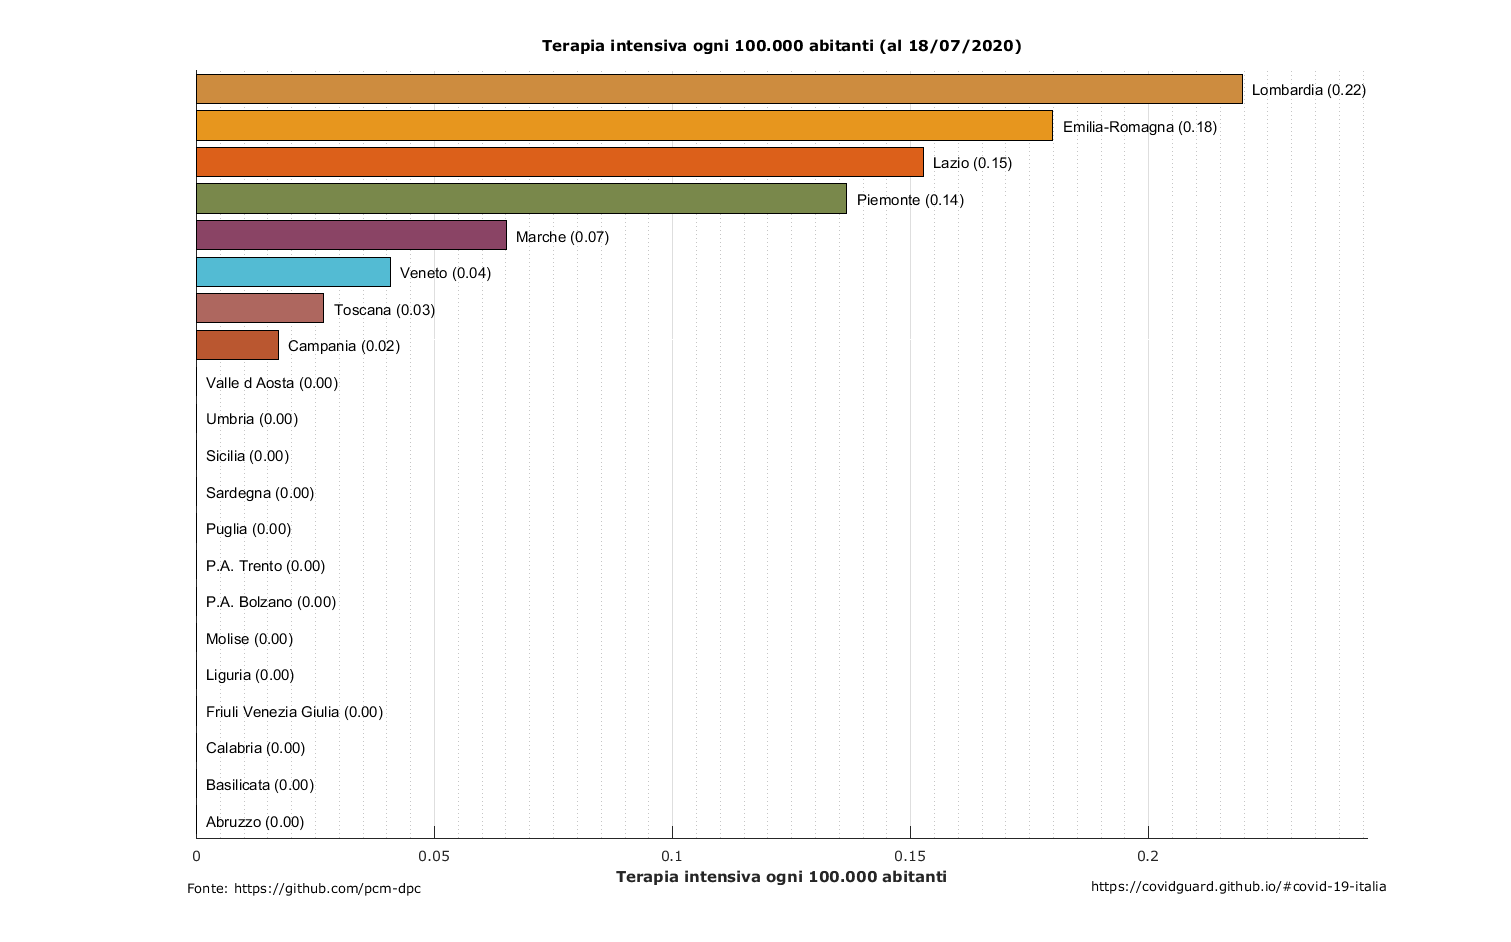 Terapia intensiva ogni 100.000 abitanti (al 18/07/2020)
Lombardia (0.22)
Emilia-Romagna (0.18)
Lazio (0.15)
Piemonte (0.14)
Marche (0.07)
Veneto (0.04)
Toscana (0.03)
Campania (0.02)
Valle d Aosta (0.00)
Umbria (0.00)
Sicilia (0.00)
Sardegna (0.00)
Puglia (0.00)
P.A. Trento (0.00)
P.A. Bolzano (0.00)
Molise (0.00)
Liguria (0.00)
Friuli Venezia Giulia (0.00)
Calabria (0.00)
Basilicata (0.00)
Abruzzo (0.00)
0 0.05 0.1 0.15 0.2
Terapia intensiva ogni 100.000 abitanti
Fonte: https://github.com/pcm-dpc
https://covidguard.github.io/#covid-19-italia